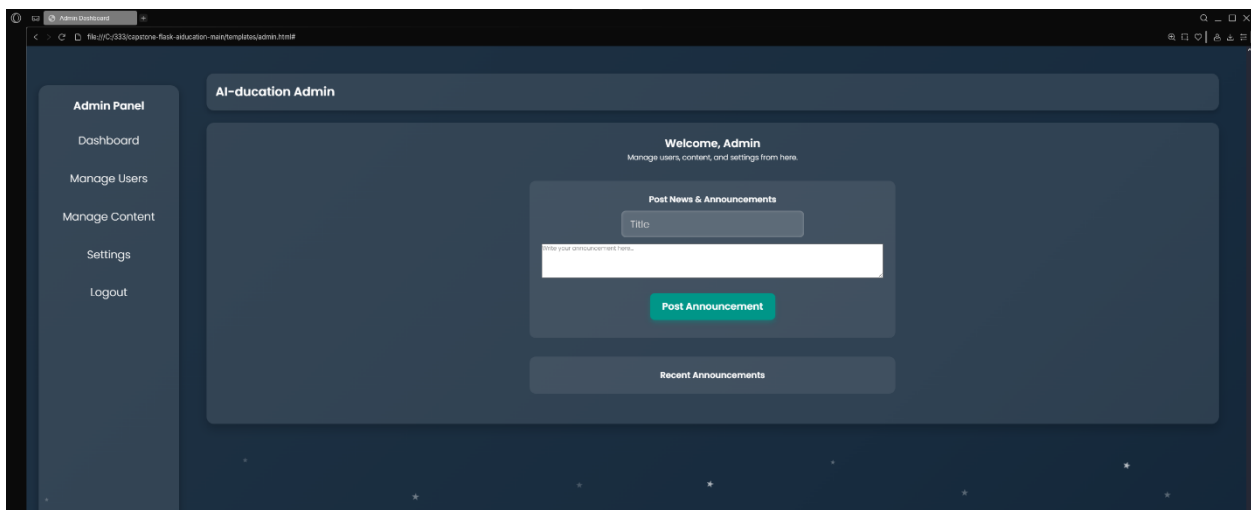 Admin Dashboard
file:///C:/333/capstone-flask-aiducation-main/templates/admin.html#
Admin Panel
Dashboard
Manage Users
Manage Content
Settings
Logout
AI-ducation Admin
Welcome, Admin
Manage users, content, and settings from here.
Post News & Announcements
Title
Write your announcement here...
Post Announcement
Recent Announcements